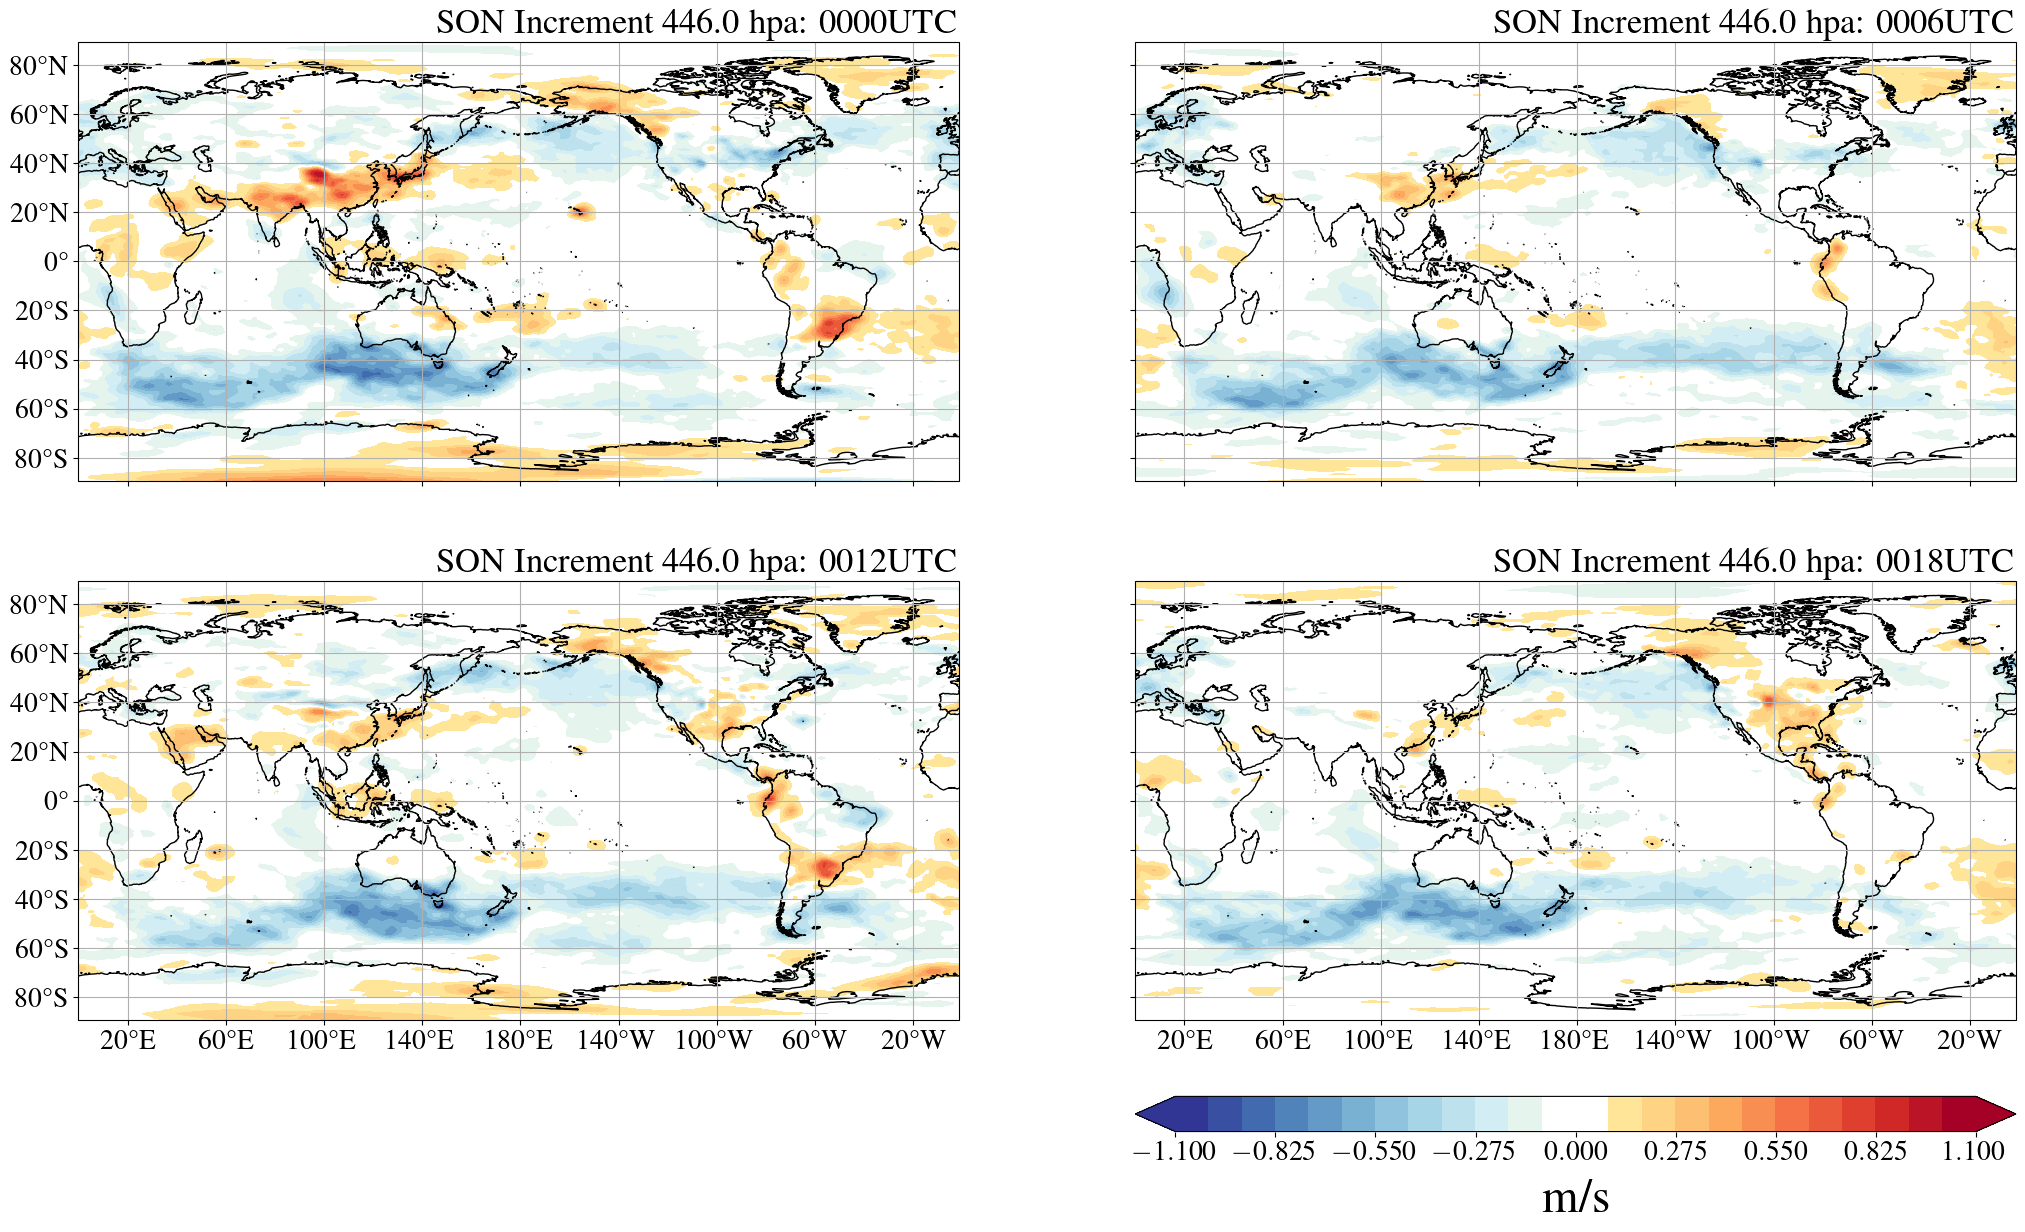 SON Increment 446.0 hpa: 0000UTC
SON Increment 446.0 hpa: 0006UTC
80°N
60°N
40°N
20°N
0°
20°S
40°S
60°S
80°S
SON Increment 446.0 hpa: 0012UTC
SON Increment 446.0 hpa: 0018UTC
80°N
60°N
40°N
20°N
0°
20°S
40°S
60°S
80°S
20°E 60°E 100°E 140°E 180°E 140°W 100°W 60°W 20°W
20°E 60°E 100°E 140°E 180°E 140°W 100°W 60°W 20°W
−1.100 −0.825 −0.550 −0.275 0.000 0.275 0.550 0.825 1.100
m/s